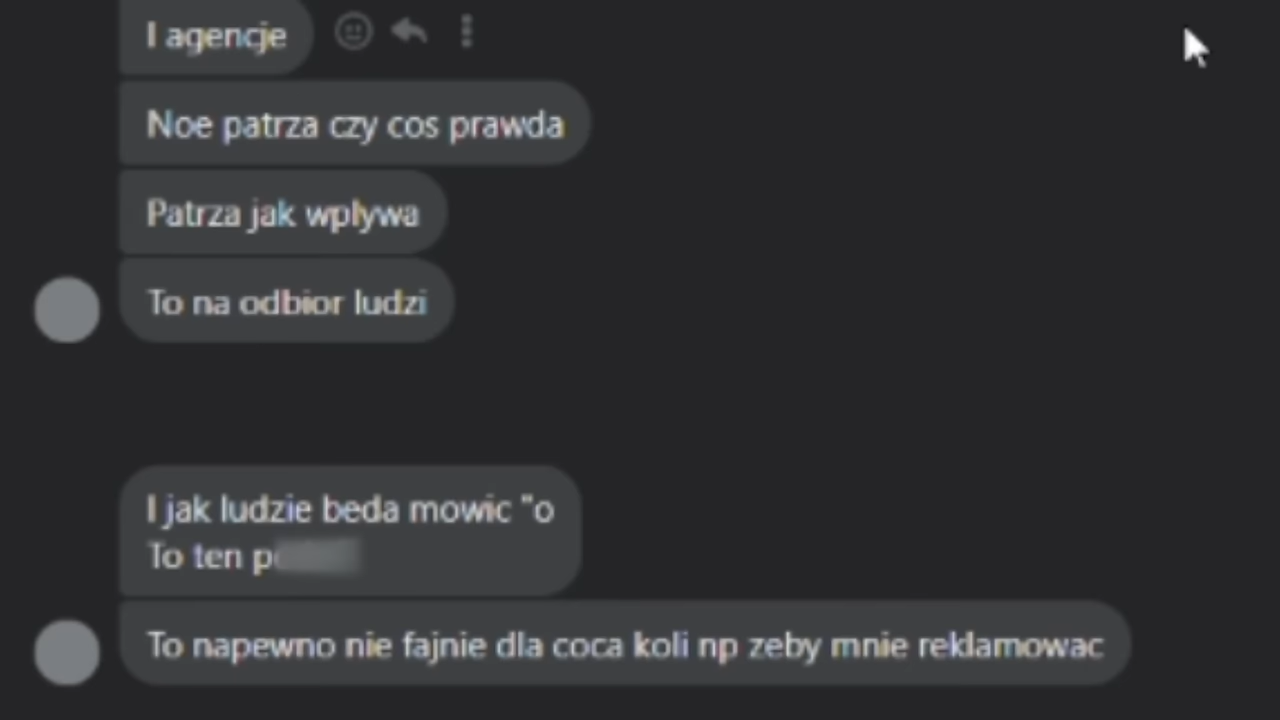 I agencje
Noe patrza czy cos prawda
Patrza jak wplywa
To na odbior ludzi
I jak ludzie beda mowic "o
To ten
To napewno nie fajnie dla coca koli np zeby mnie reklamowac